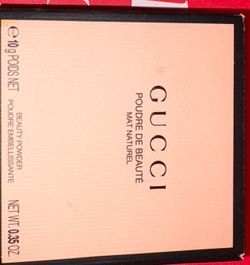 GUCCI
POUDRE DE BEAUTÉ
MAT NATUREL
BEAUTY POWDER
POUDRE EMBELLISSANTE
℮ 10 g POIDS NET
NET WT. 0.35 OZ.